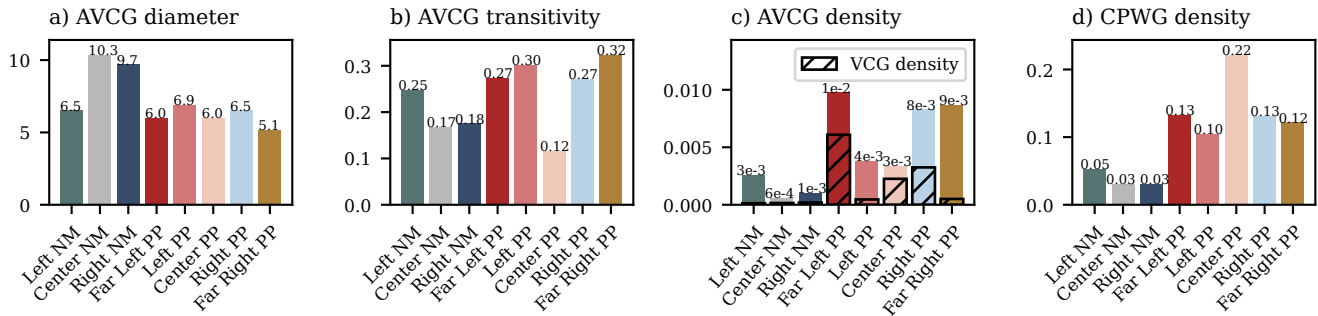 a) AVCG diameter
10
5
0
6.5
10.3
9.7
6.0
6.9
6.0
6.5
5.1
Left NM
Center NM
Right NM
Far Left PP
Left PP
Center PP
Right PP
Far Right PP
b) AVCG transitivity
0.3
0.2
0.1
0.0
0.25
0.17
0.18
0.27
0.30
0.12
0.27
0.32
Left NM
Center NM
Right NM
Far Left PP
Left PP
Center PP
Right PP
Far Right PP
c) AVCG density
VCG density
0.010
0.005
0.000
3e-3
6e-4
1e-3
1e-2
4e-3
3e-3
8e-3
9e-3
Left NM
Center NM
Right NM
Far Left PP
Left PP
Center PP
Right PP
Far Right PP
d) CPWG density
0.2
0.1
0.0
0.05
0.03
0.03
0.13
0.10
0.22
0.13
0.12
Left NM
Center NM
Right NM
Far Left PP
Left PP
Center PP
Right PP
Far Right PP